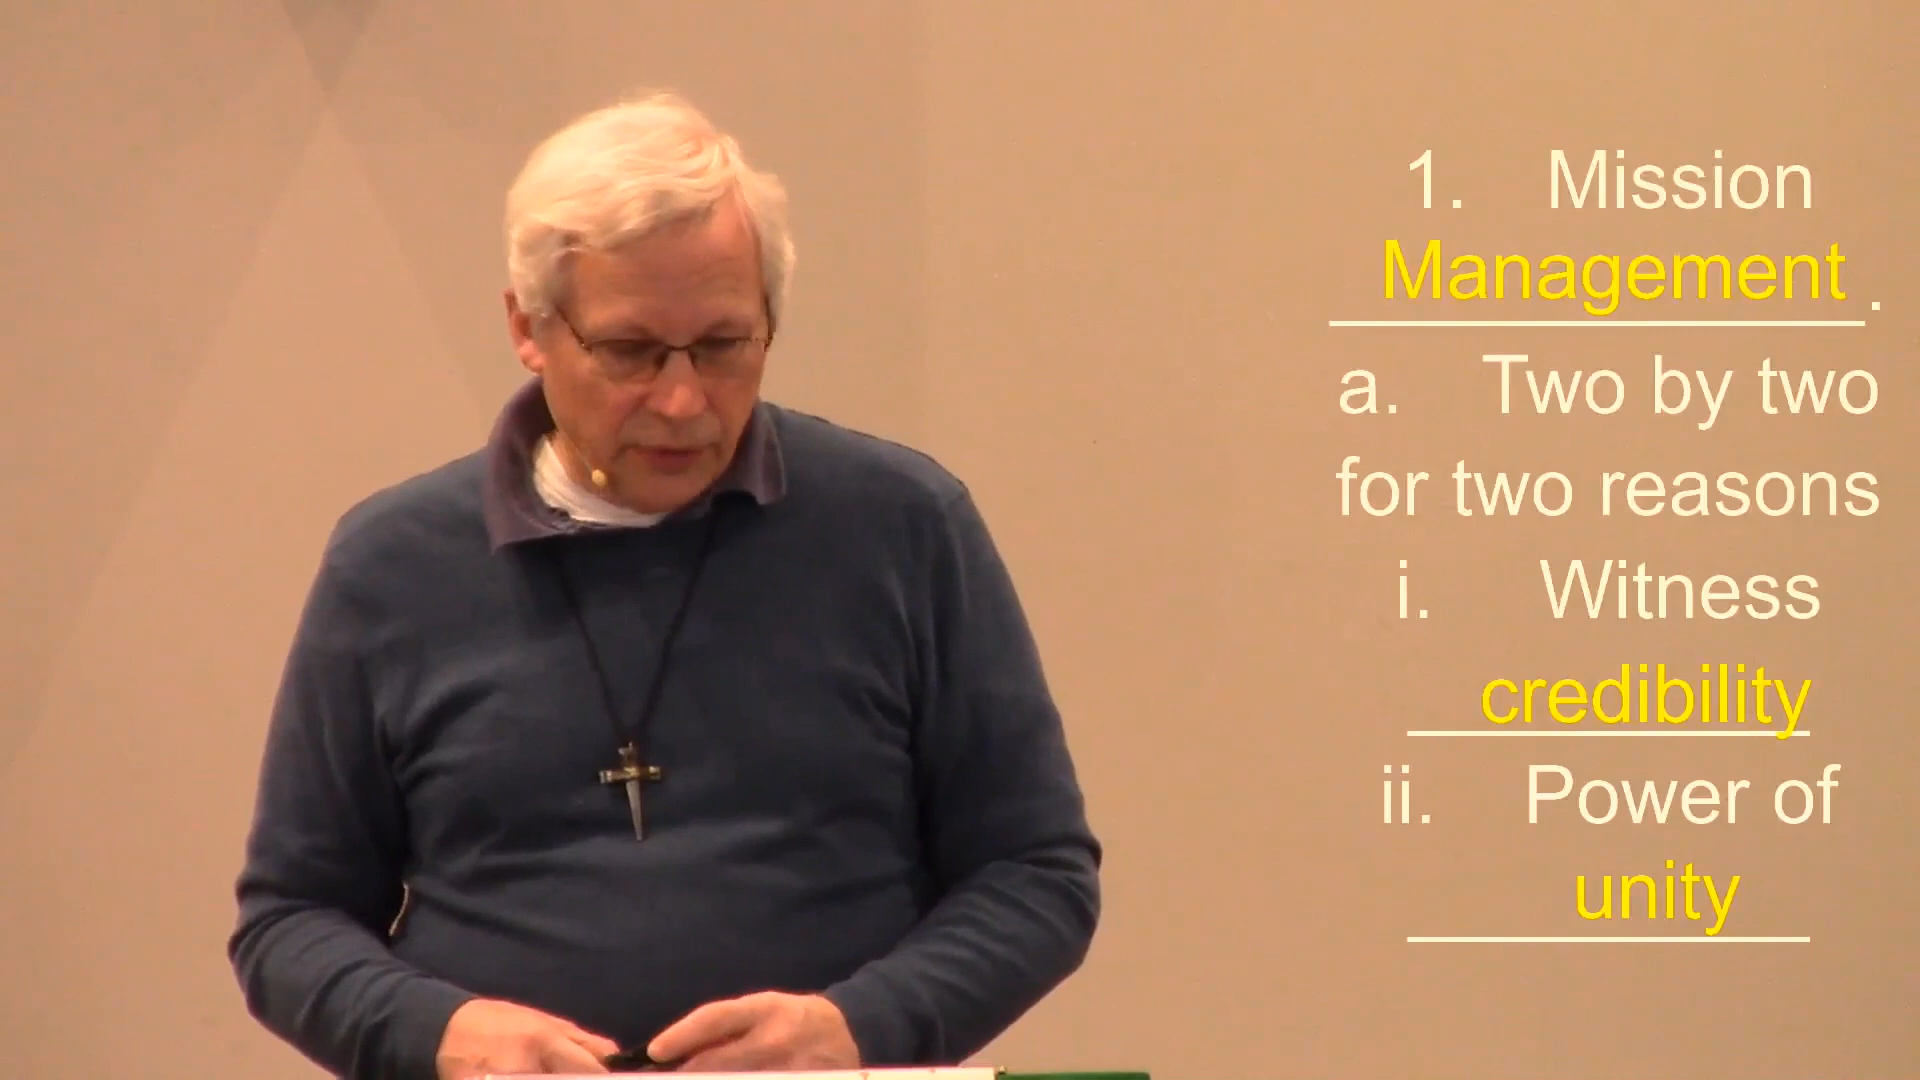 1. Mission
Management.
a. Two by two
for two reasons
i. Witness
credibility
ii. Power of
unity